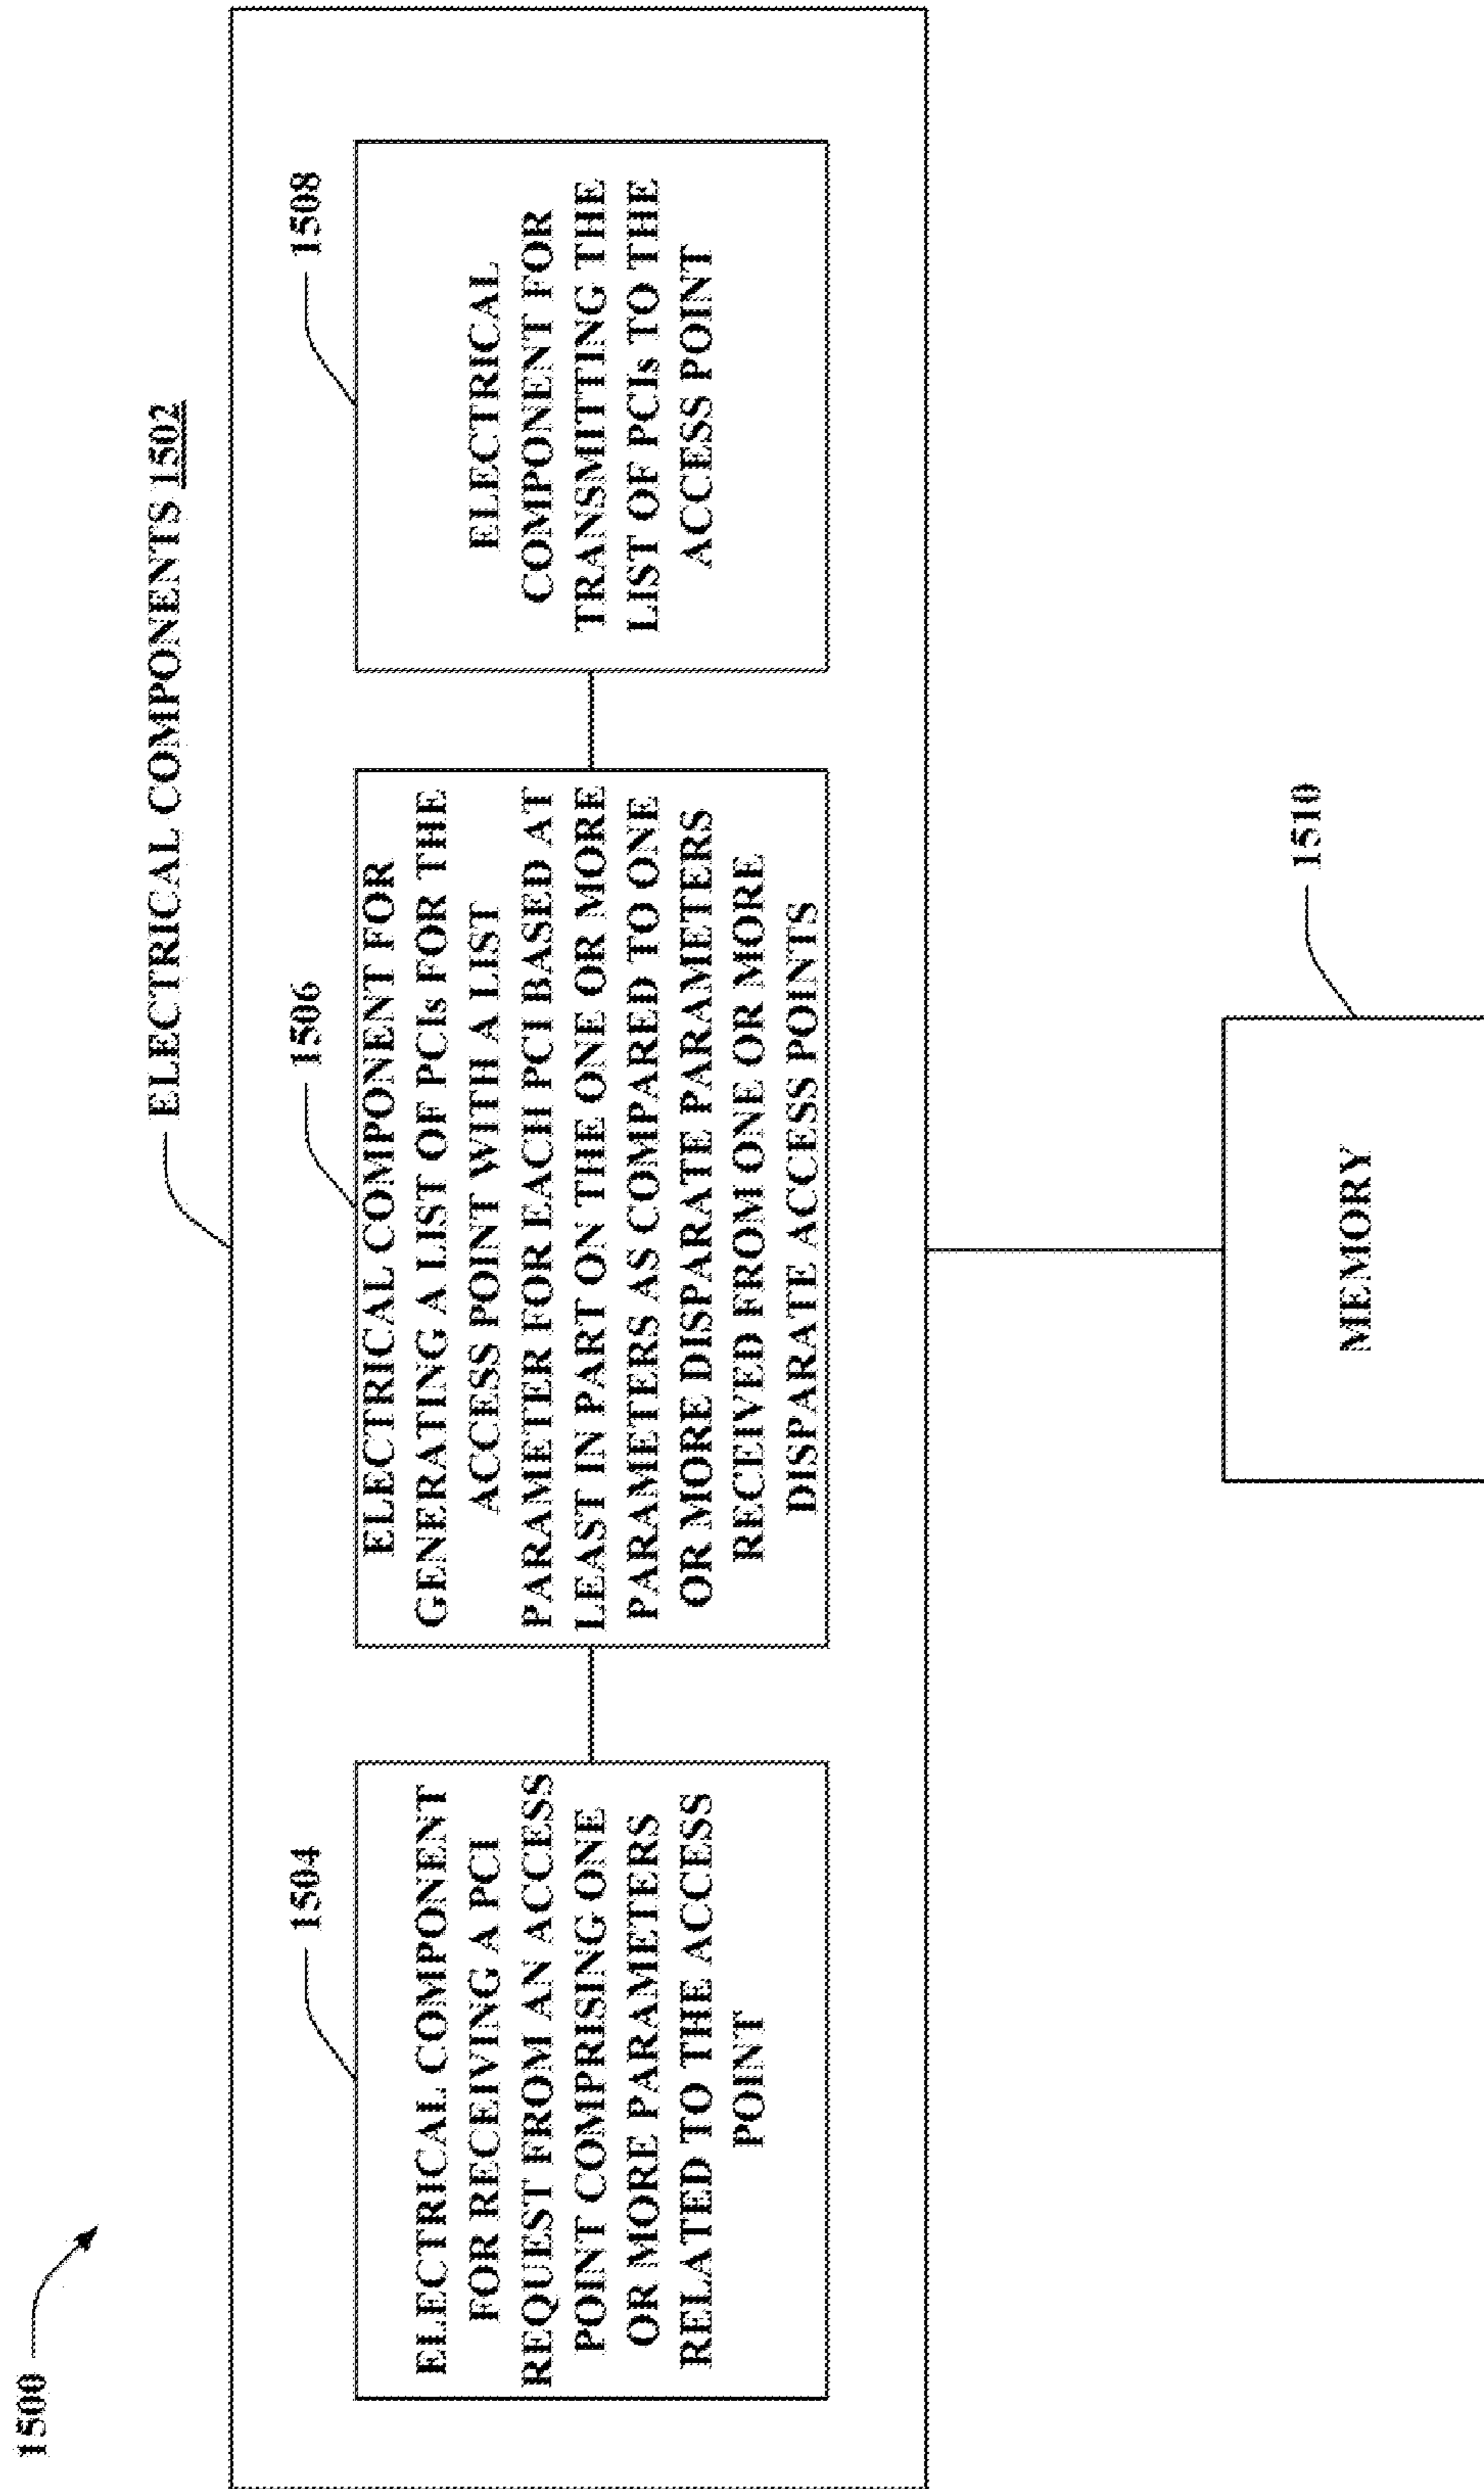 1500
ELECTRICAL COMPONENTS 1502
1504
ELECTRICAL COMPONENT
FOR RECEIVING A PCI
REQUEST FROM AN ACCESS
POINT COMPRISING ONE
OR MORE PARAMETERS
RELATED TO THE ACCESS
POINT
1506
ELECTRICAL COMPONENT FOR
GENERATING A LIST OF PCIs FOR THE
ACCESS POINT WITH A LIST
PARAMETER FOR EACH PCI BASED AT
LEAST IN PART ON THE ONE OR MORE
PARAMETERS AS COMPARED TO ONE
OR MORE DISPARATE PARAMETERS
RECEIVED FROM ONE OR MORE
DISPARATE ACCESS POINTS
1508
ELECTRICAL
COMPONENT FOR
TRANSMITTING THE
LIST OF PCIs TO THE
ACCESS POINT
1510
MEMORY